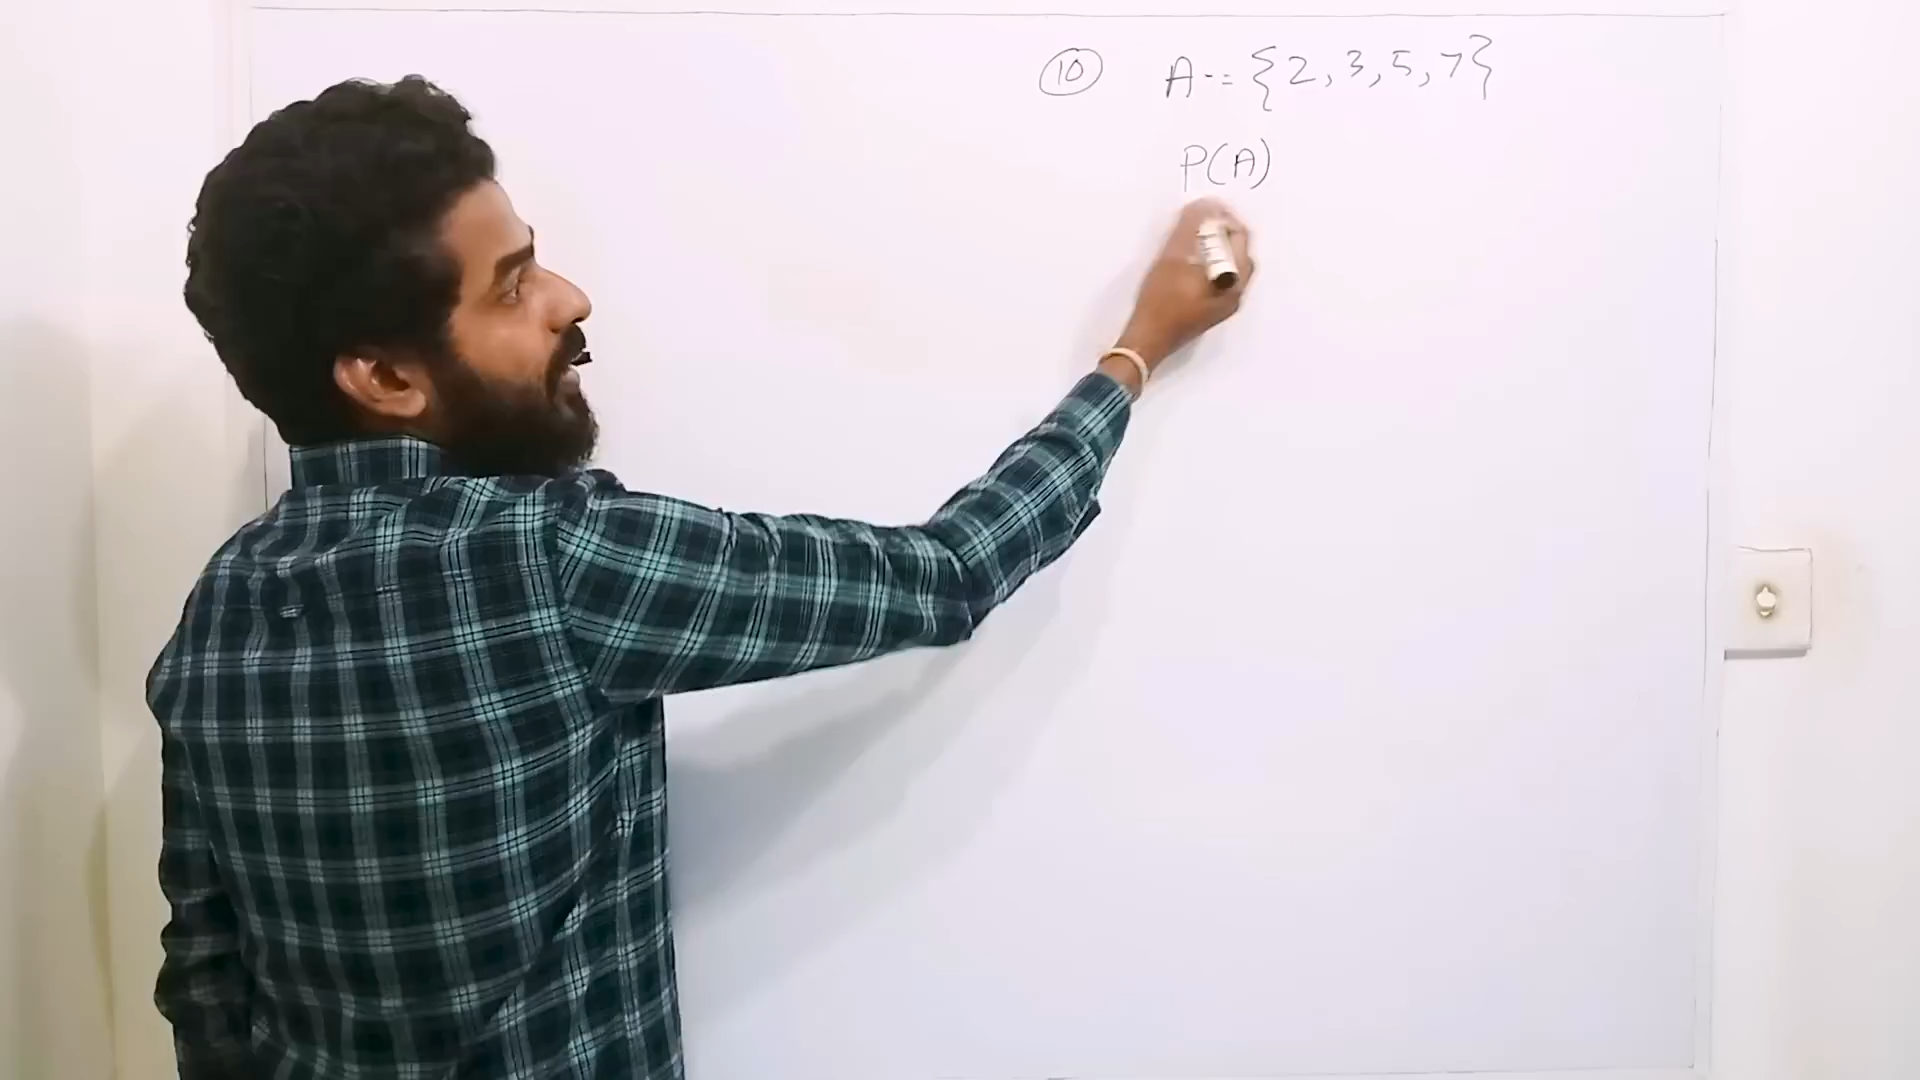 10 A = {2, 3, 5, 7}
P(A)